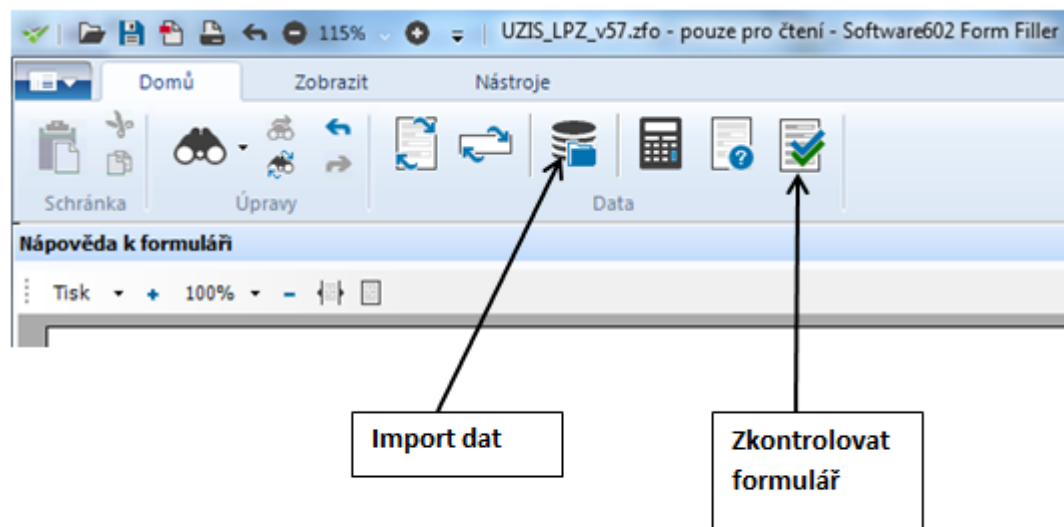 115%
UZIS_LPZ_v57.zfo - pouze pro čtení - Software602 Form Filler
Domů Zobrazit Nástroje
Schránka Úpravy Data
Nápověda k formuláři
Tisk 100%
Import dat
Zkontrolovat
formulář